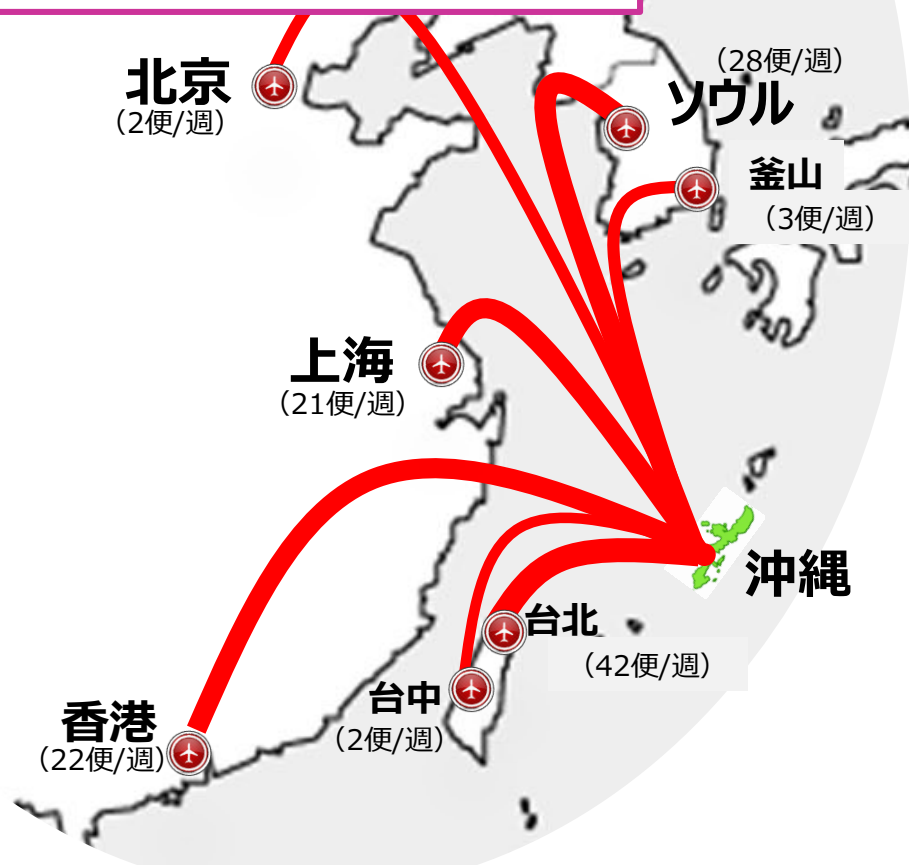 北京
（2便/週）
（28便/週）
ソウル
釜山
（3便/週）
上海
（21便/週）
沖縄
台北
（42便/週）
台中
（2便/週）
香港
（22便/週）